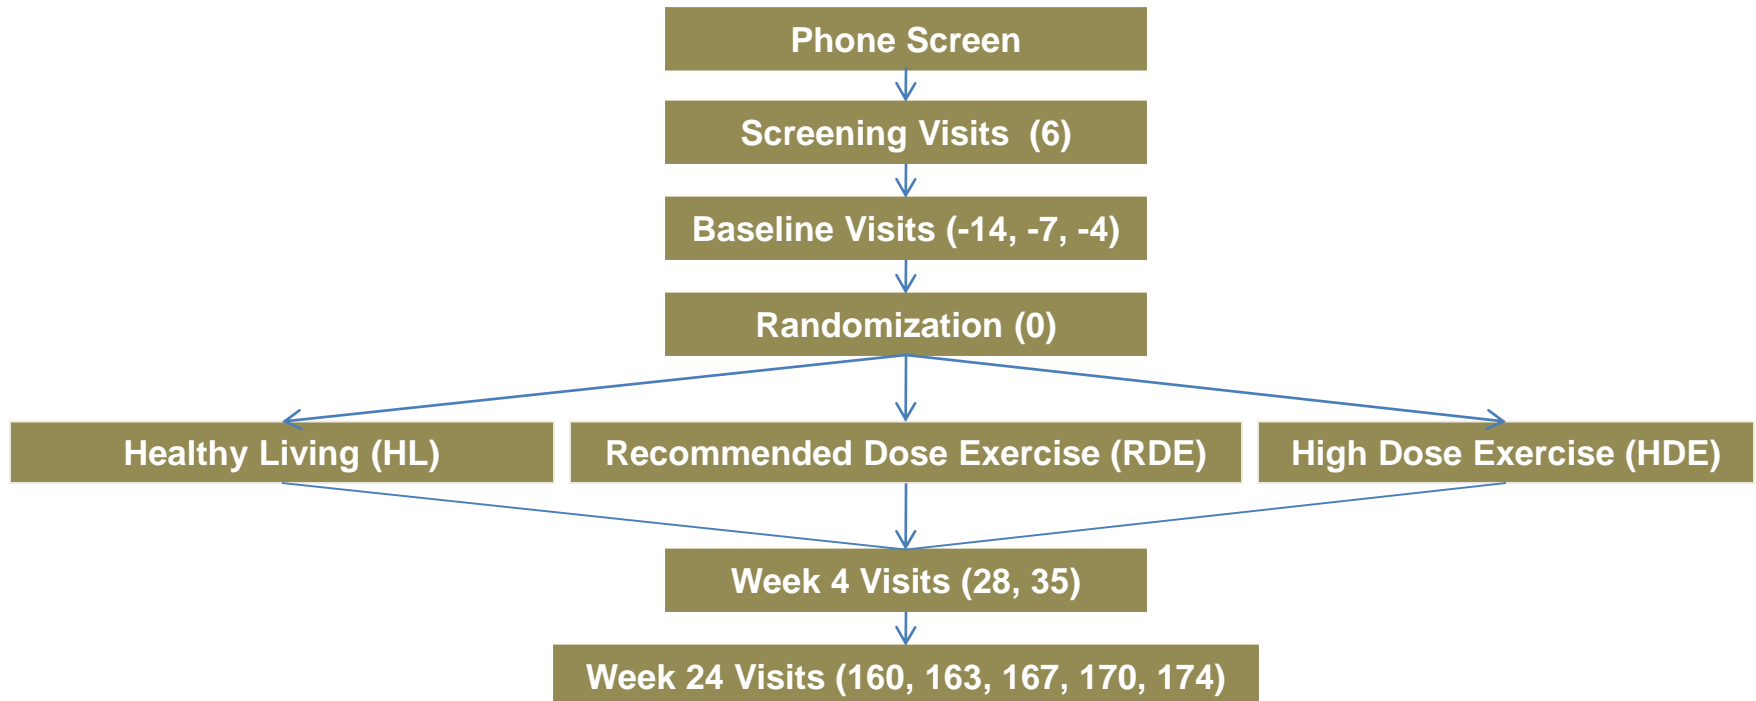 Phone Screen
Screening Visits  (6)
Baseline Visits (-14, -7, -4)
Randomization (0)
Healthy Living (HL)
Recommended Dose Exercise (RDE)
High Dose Exercise (HDE)
Week 4 Visits (28, 35)
Week 24 Visits (160, 163, 167, 170, 174)